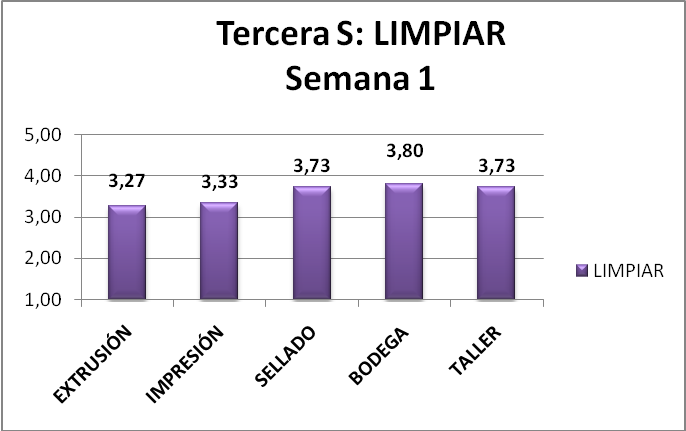 Tercera S: LIMPIAR
Semana 1
5,00
4,00
3,00
2,00
1,00
3,27
3,33
3,73
3,80
3,73
EXTRUSIÓN
IMPRESIÓN
SELLADO
BODEGA
TALLER
LIMPIAR